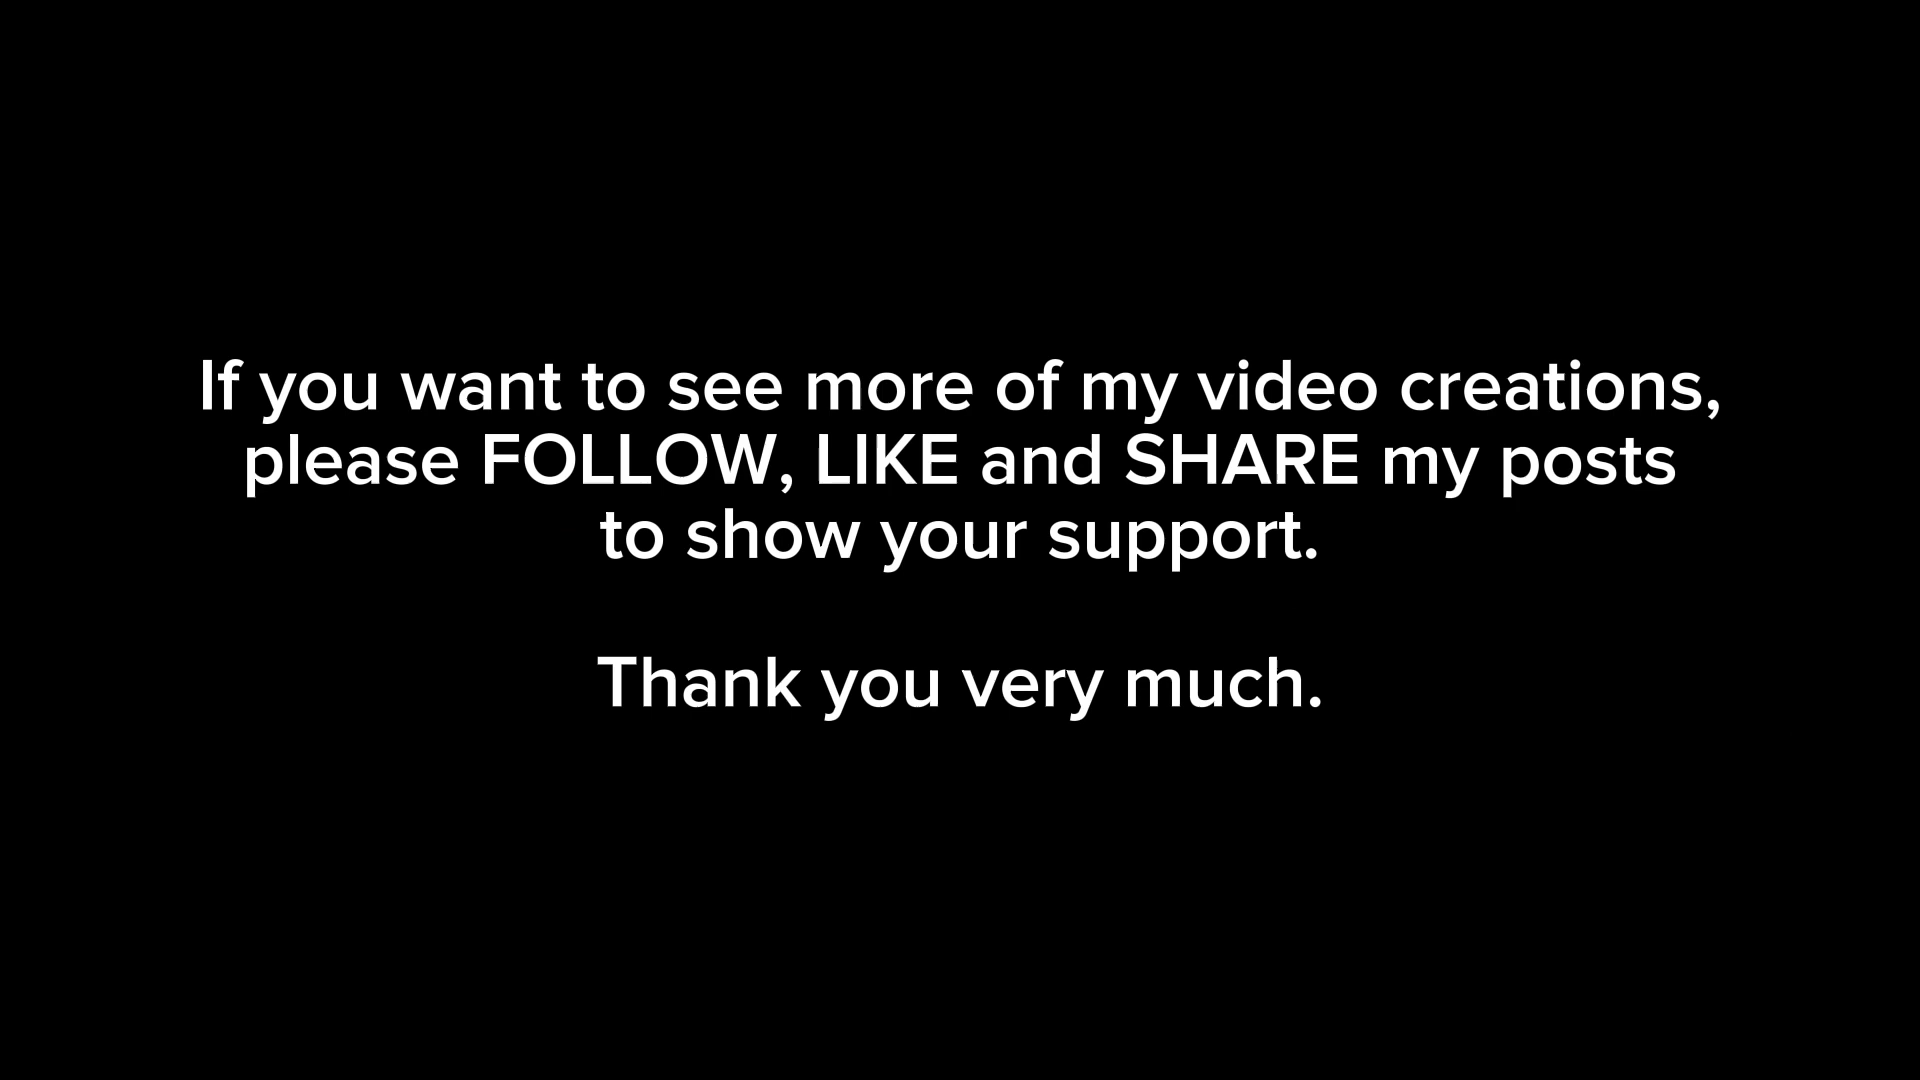 If you want to see more of my video creations,
please FOLLOW, LIKE and SHARE my posts
to show your support.
Thank you very much.